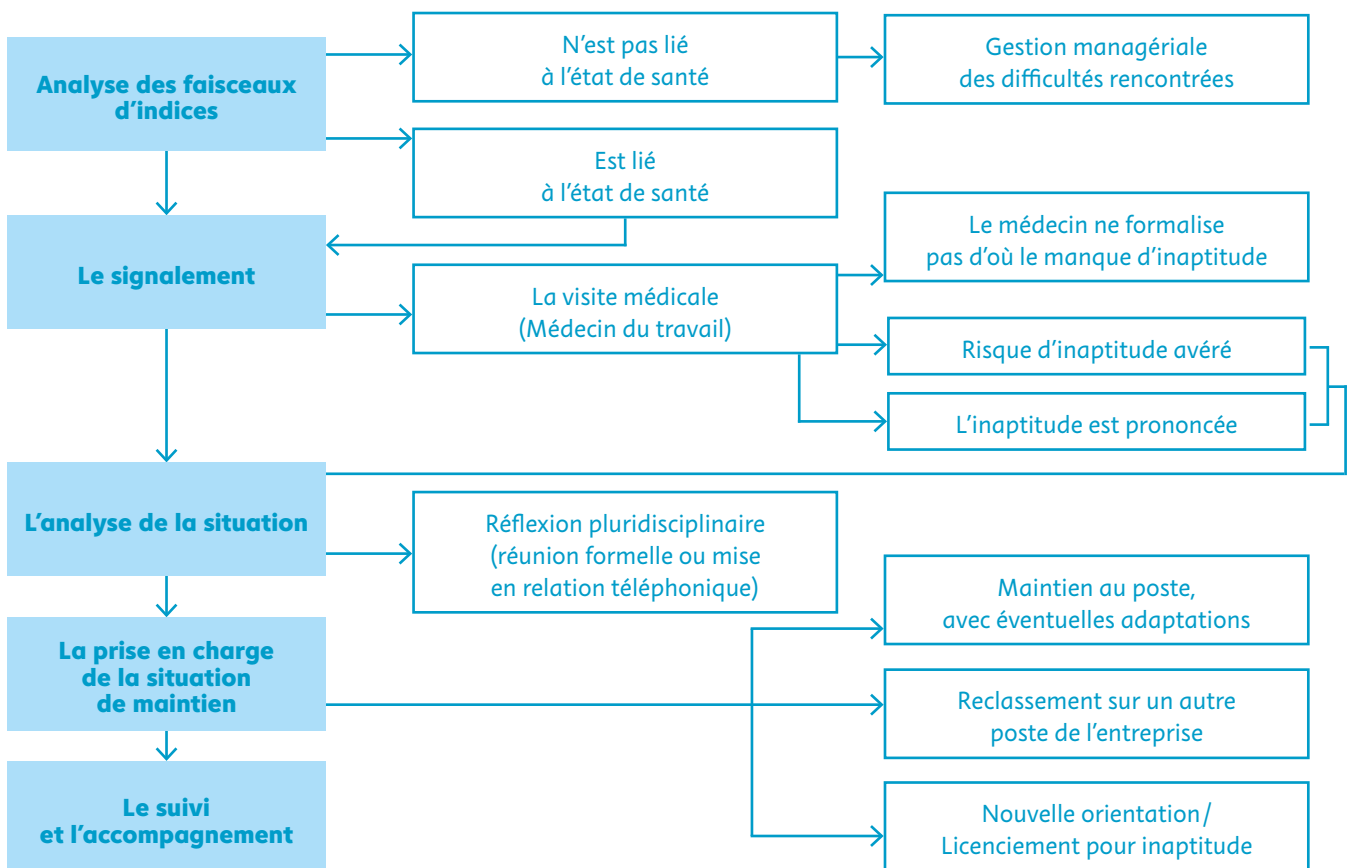 N'est pas lié
à l'état de santé
Gestion managériale
des difficultés rencontrées
Analyse des faisceaux
d'indices
Est lié
à l'état de santé
Le médecin ne formalise
pas d'où le manque d'inaptitude
Le signalement
La visite médicale
(Médecin du travail)
Risque d'inaptitude avéré
L'inaptitude est prononcée
L'analyse de la situation
Réflexion pluridisciplinaire
(réunion formelle ou mise
en relation téléphonique)
Maintien au poste,
avec éventuelles adaptations
La prise en charge
de la situation
de maintien
Reclassement sur un autre
poste de l'entreprise
Le suivi
et l'accompagnement
Nouvelle orientation /
Licenciement pour inaptitude